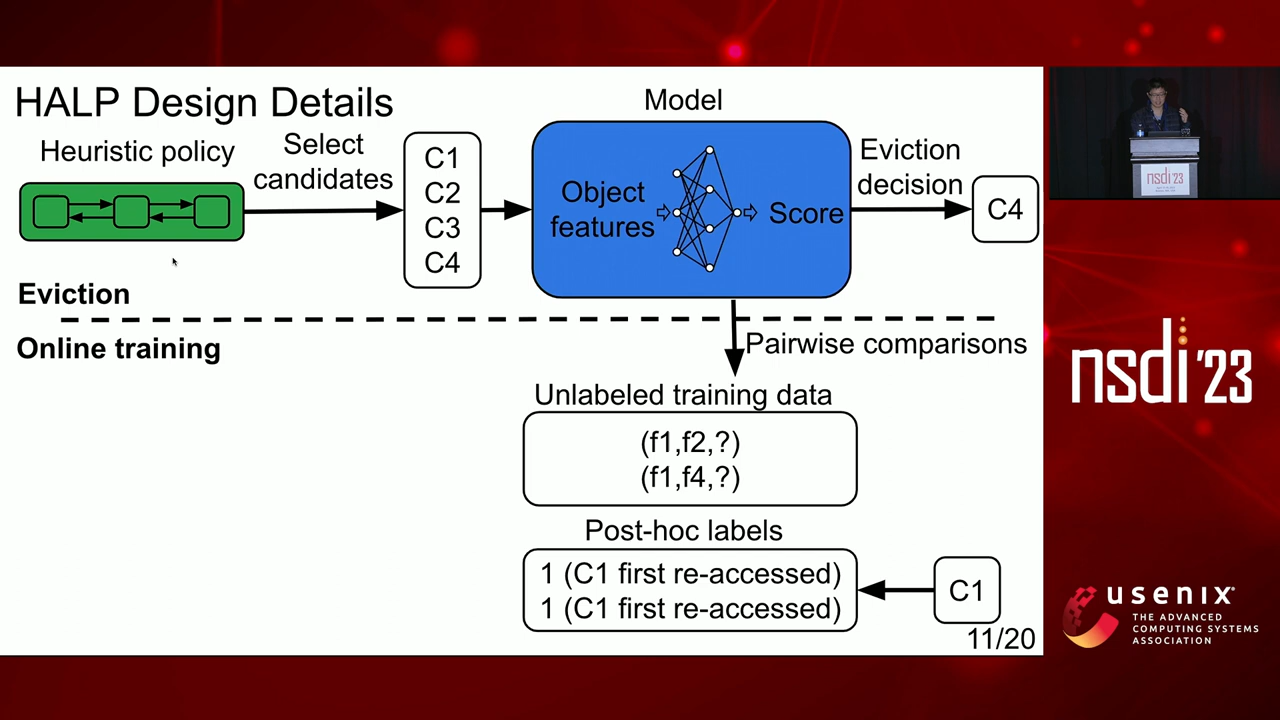 HALP Design Details
Heuristic policy
Select
candidates
C1
C2
C3
C4
Model
Object
features
Score
Eviction
decision
C4
Eviction
Online training
Pairwise comparisons
Unlabeled training data
(f1,f2,?)
(f1,f4,?)
Post-hoc labels
1 (C1 first re-accessed)
1 (C1 first re-accessed)
C1
11/20
nsdi'23
nsdi '23
usenix
THE ADVANCED
COMPUTING SYSTEMS
ASSOCIATION